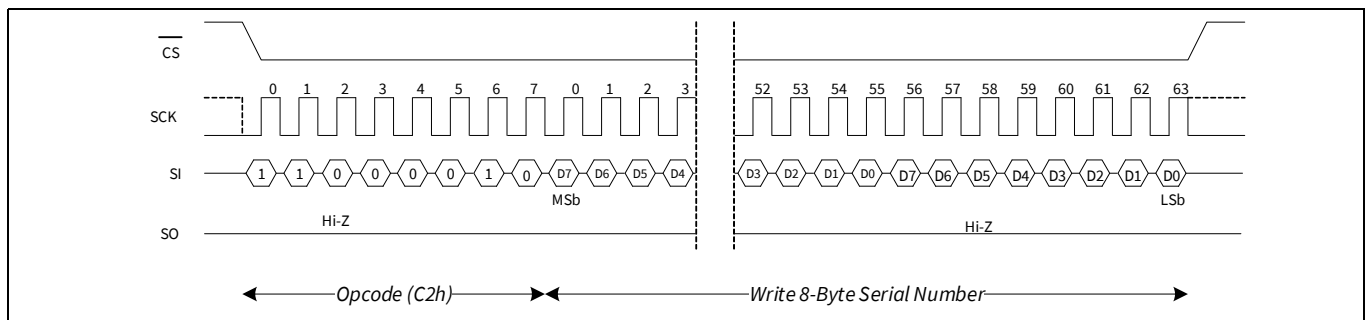 CS
0 1 2 3 4 5 6 7 0 1 2 3 52 53 54 55 56 57 58 59 60 61 62 63
SCK
SI 1 1 0 0 0 0 1 0 D7 D6 D5 D4 D3 D2 D1 D0 D7 D6 D5 D4 D3 D2 D1 D0
MSb LSb
Hi-Z Hi-Z
SO
Opcode (C2h) Write 8-Byte Serial Number